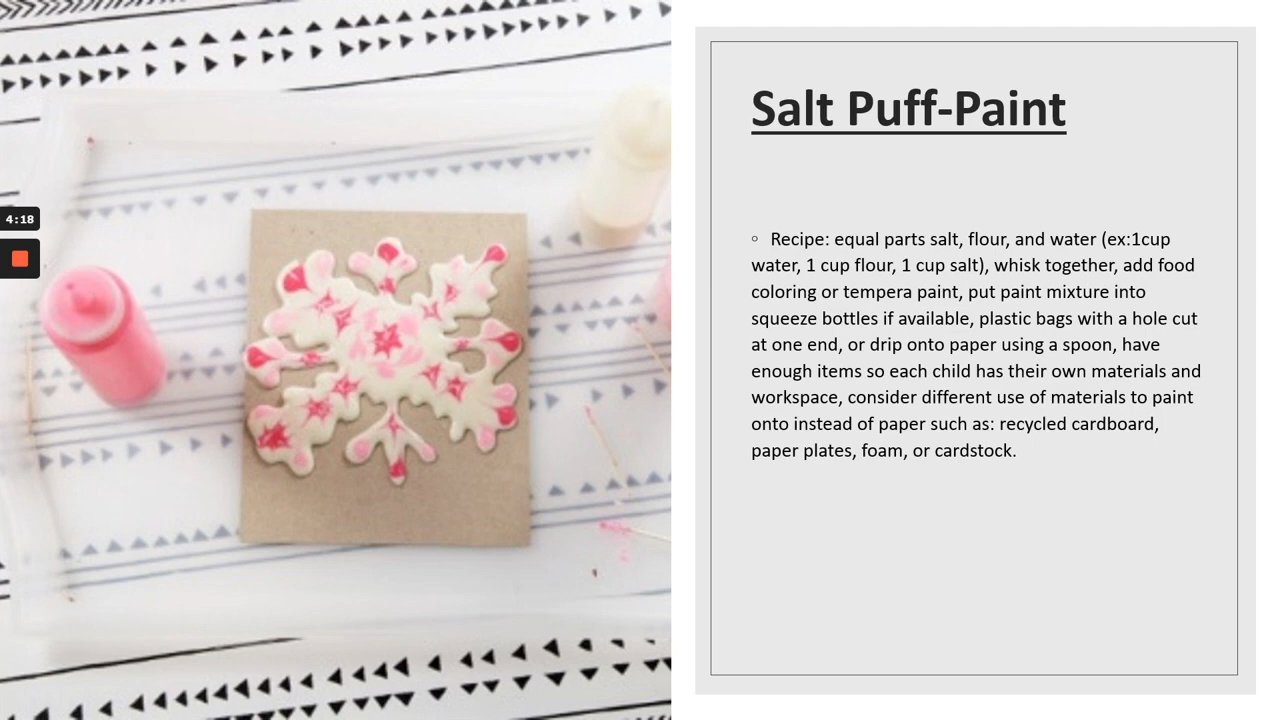 Salt Puff-Paint
◦ Recipe: equal parts salt, flour, and water (ex:1cup
water, 1 cup flour, 1 cup salt), whisk together, add food
coloring or tempera paint, put paint mixture into
squeeze bottles if available, plastic bags with a hole cut
at one end, or drip onto paper using a spoon, have
enough items so each child has their own materials and
workspace, consider different use of materials to paint
onto instead of paper such as: recycled cardboard,
paper plates, foam, or cardstock.
4:18